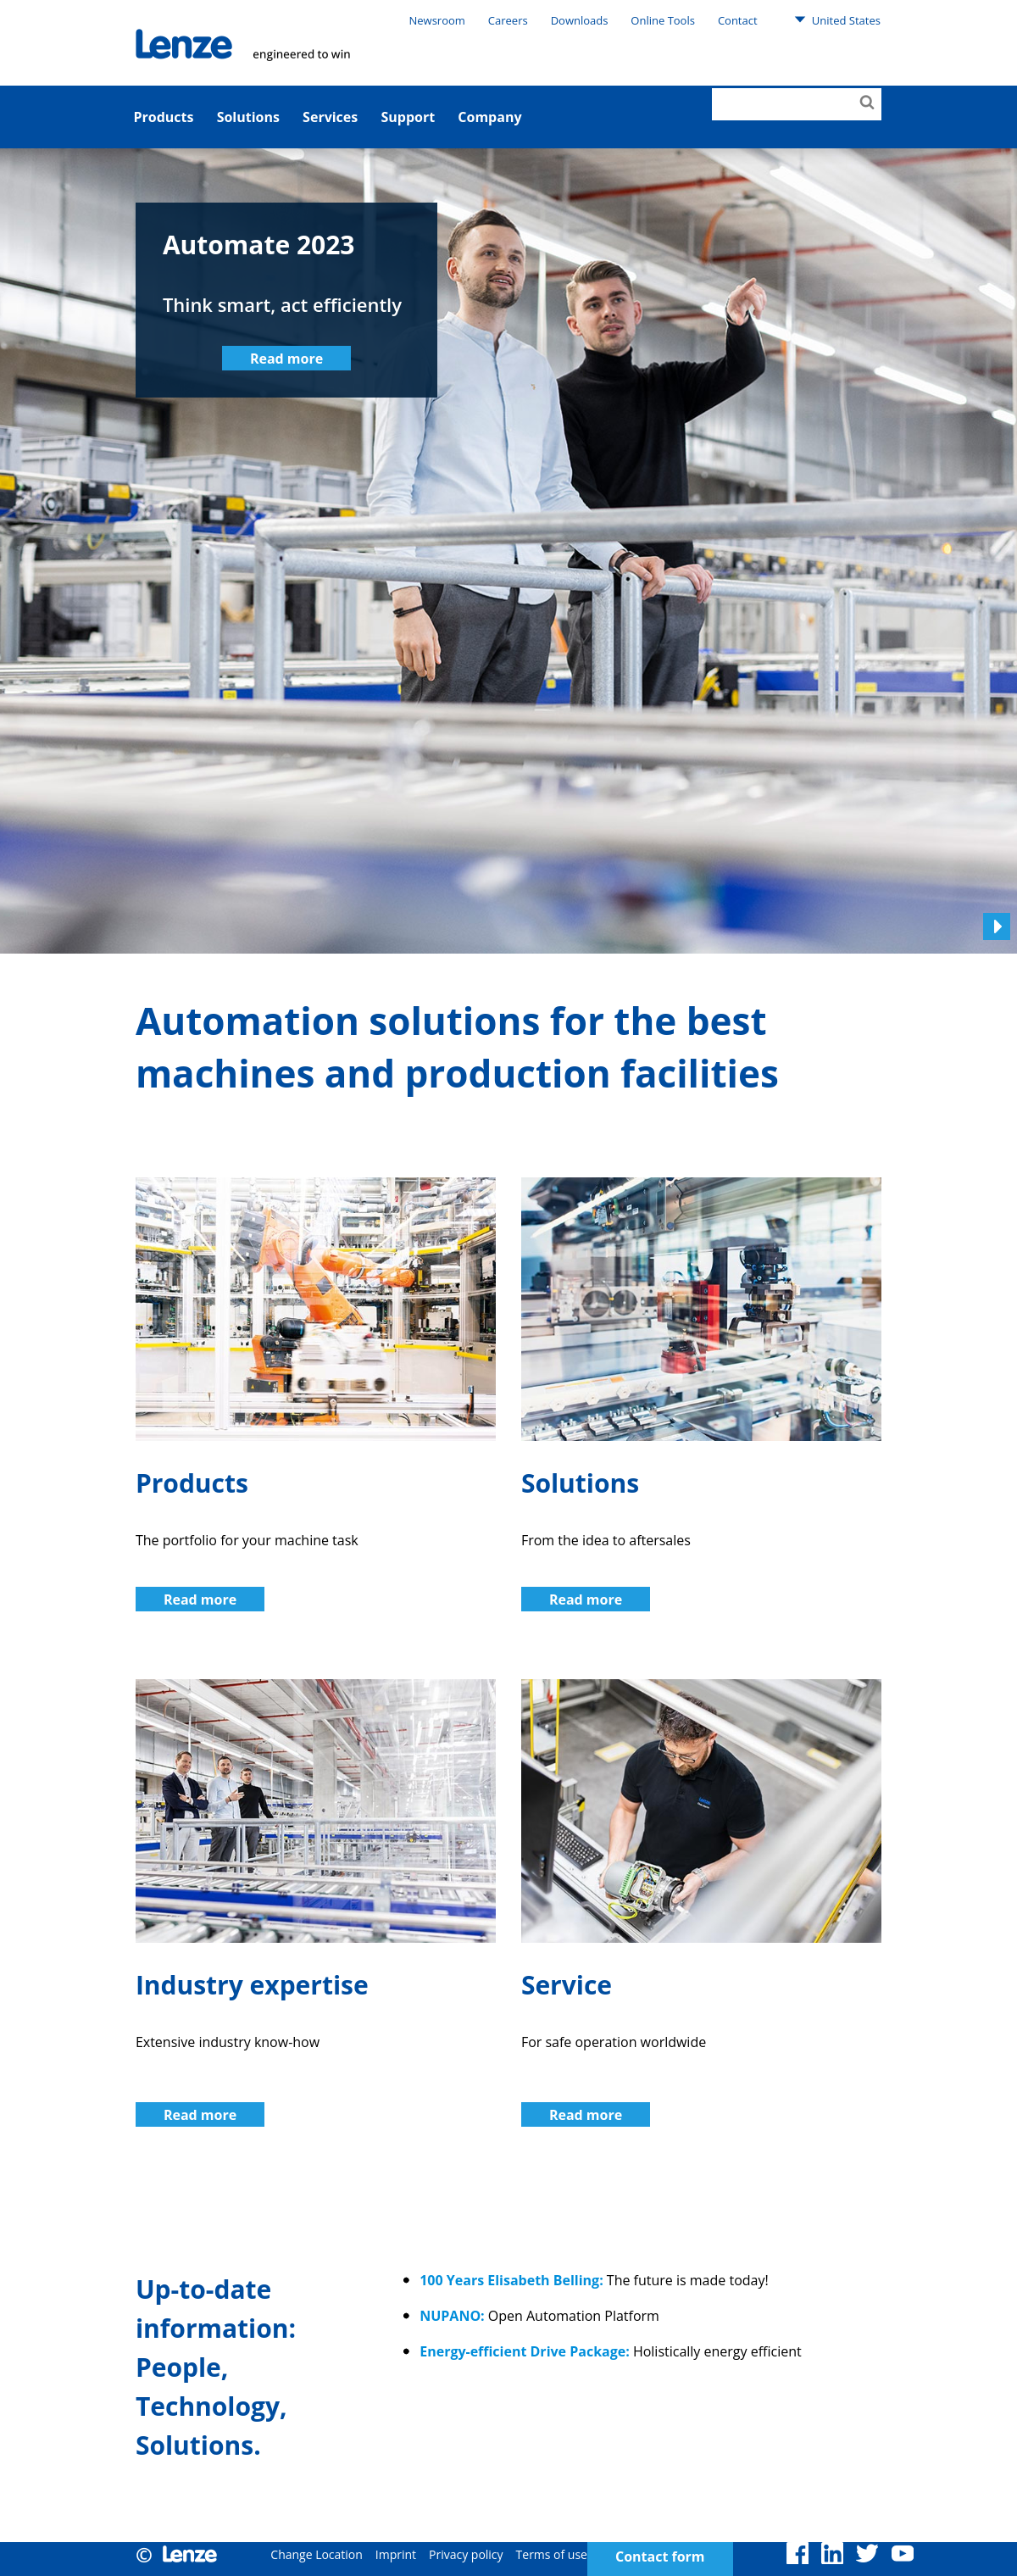 Newsroom Careers Downloads Online Tools Contact United States
Lenze engineered to win
Products Solutions Services Support Company
Automate 2023
Think smart, act efficiently
Read more
Automation solutions for the best
machines and production facilities
Products
The portfolio for your machine task
Read more
Solutions
From the idea to aftersales
Read more
Industry expertise
Extensive industry know-how
Read more
Service
For safe operation worldwide
Read more
Up-to-date
information:
People,
Technology,
Solutions.
100 Years Elisabeth Belling: The future is made today!
NUPANO: Open Automation Platform
Energy-efficient Drive Package: Holistically energy efficient
© Lenze Change Location Imprint Privacy policy Terms of use Contact form